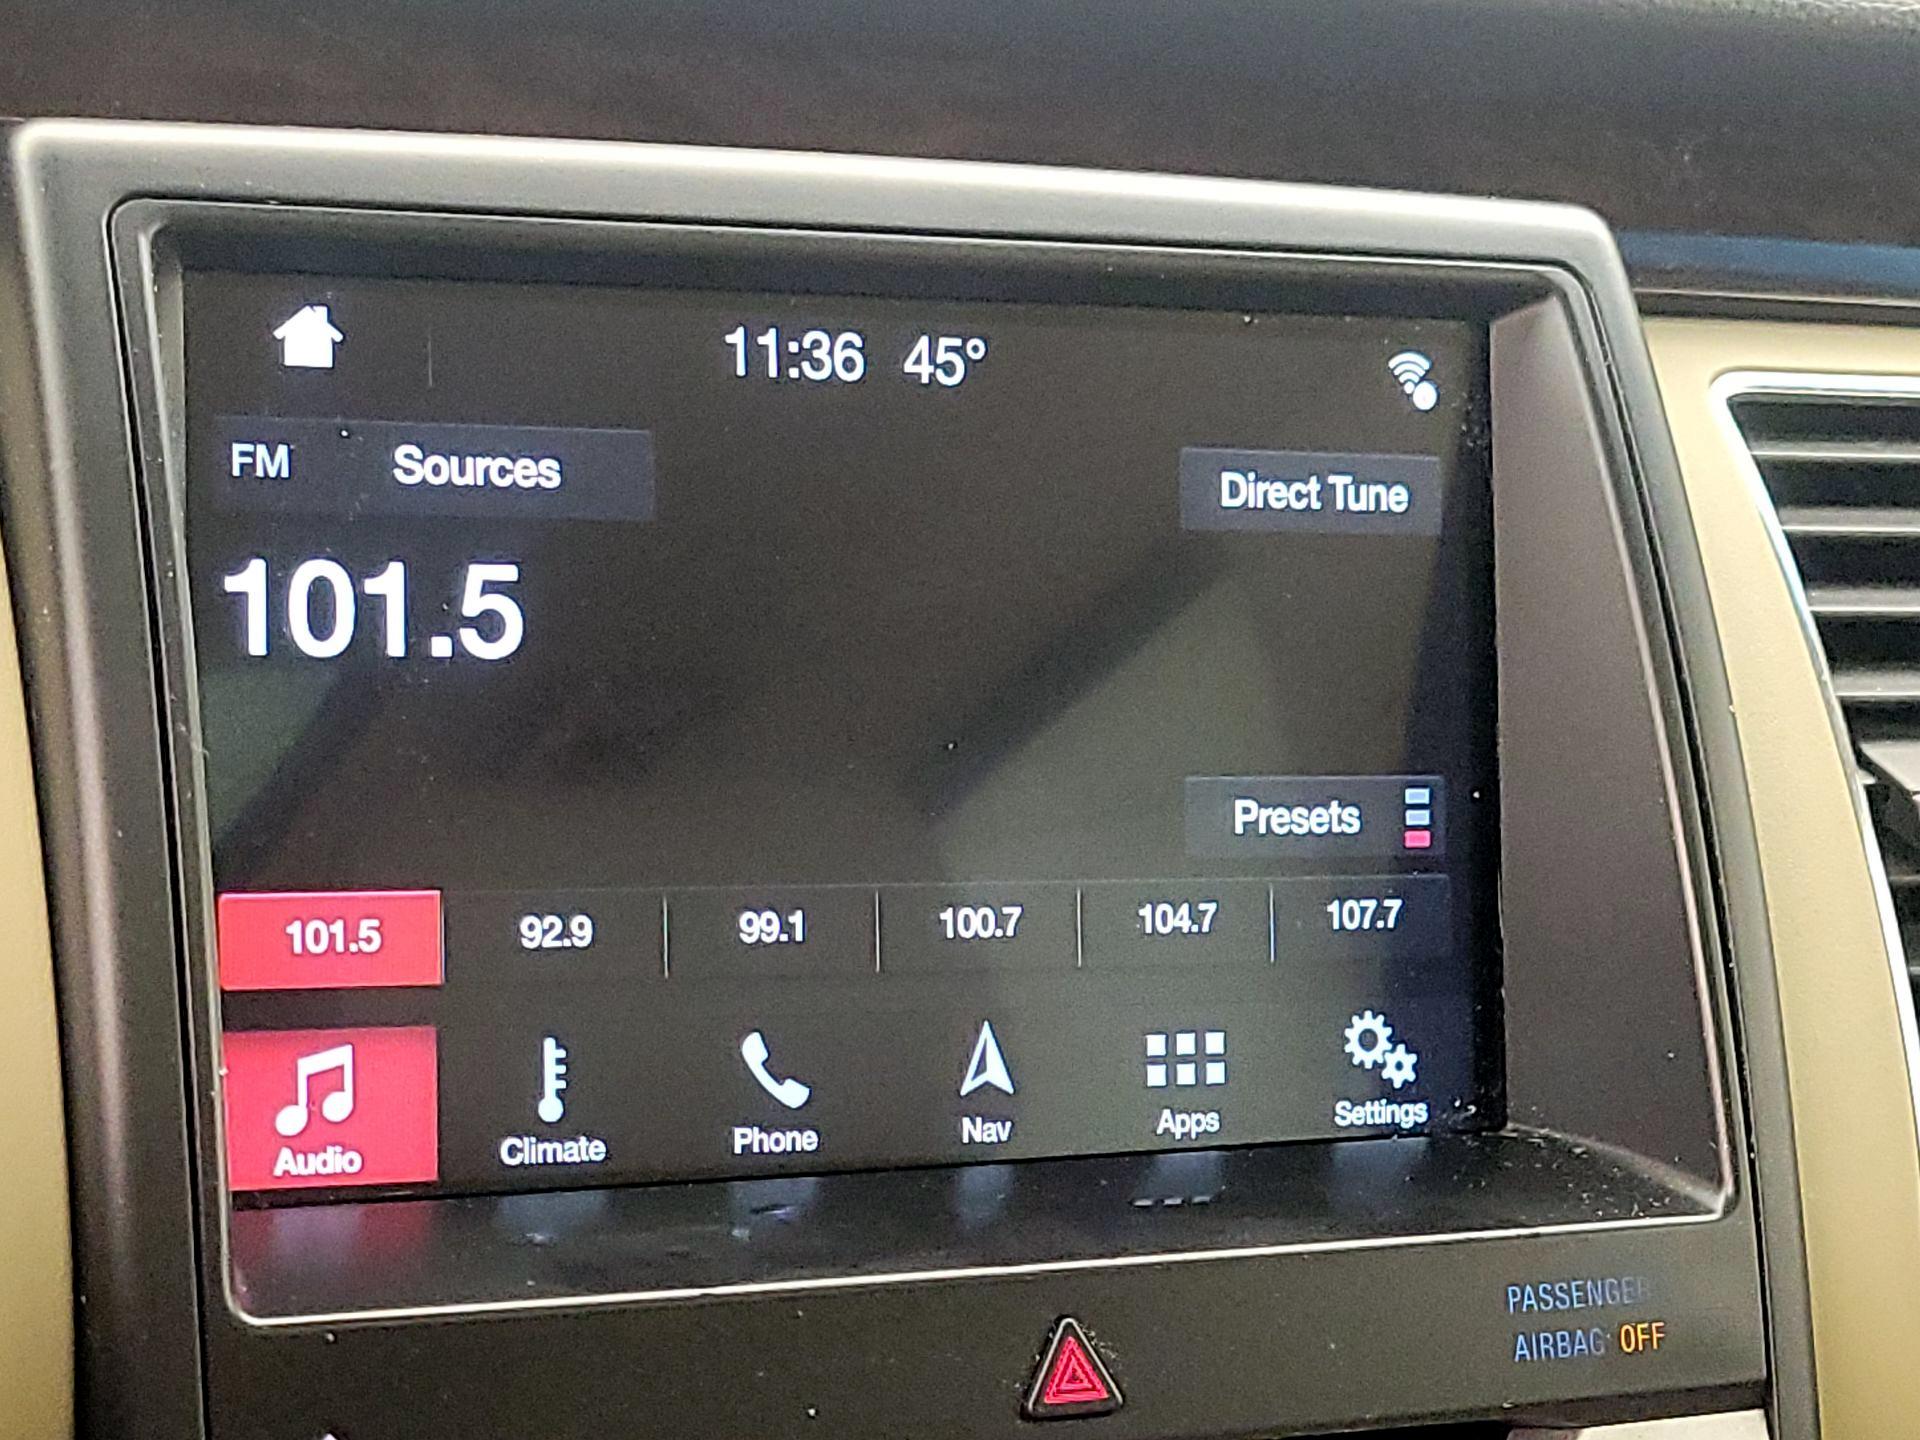 11:36 45°
FM Sources Direct Tune
101.5
Presets
101.5 92.9 99.1 100.7 104.7 107.7
Audio Climate Phone Nav Apps Settings
PASSENGER
AIRBAG OFF